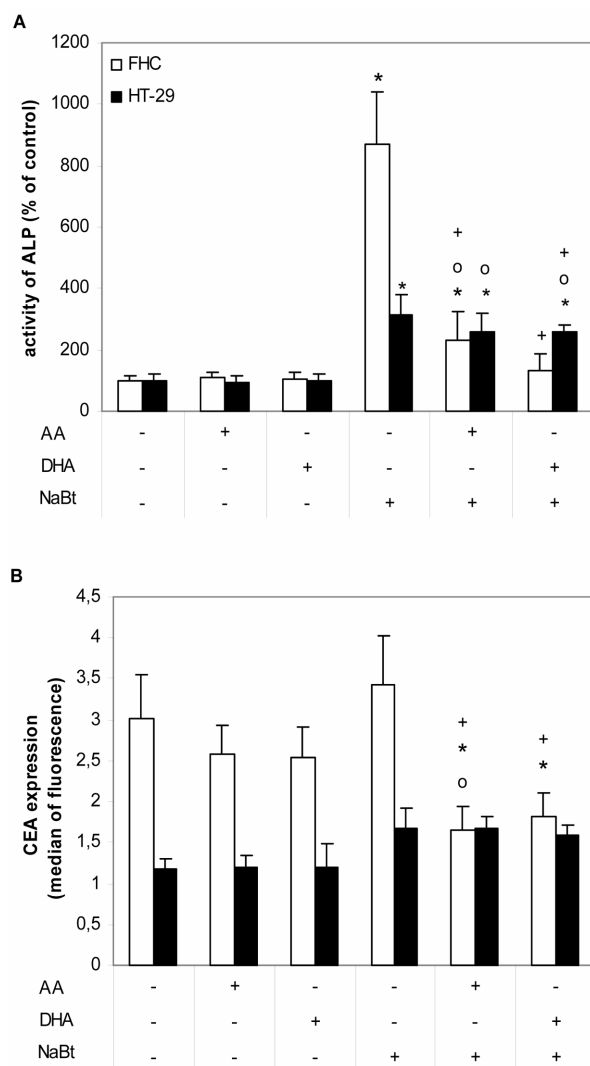 A
1200
1000
800
600
400
200
0
activity of ALP (% of control)
FHC
HT-29
*
*
+
o
*
o
*
+
+
o
*
AA - + - - + -
DHA - - + - - +
NaBt - - - + + +
B
4,5
4
3,5
3
2,5
2
1,5
1
0,5
0
CEA expression
(median of fluorescence)
+
*
o
+
*
AA - + - - + -
DHA - - + - - +
NaBt - - - + + +